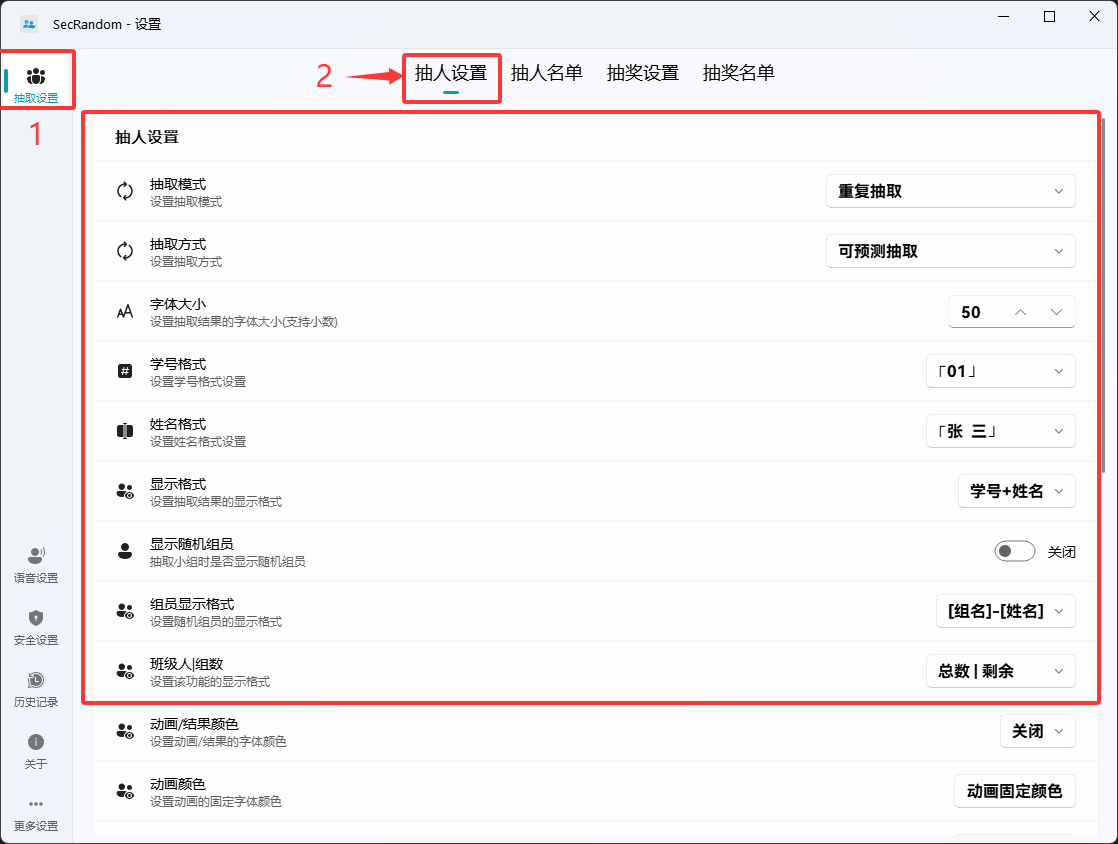 SecRandom - 设置
抽取设置
1
2
抽人设置
抽人名单
抽奖设置
抽奖名单
抽人设置
抽取模式
设置抽取模式
重复抽取
抽取方式
设置抽取方式
可预测抽取
字体大小
设置抽取结果的字体大小(支持小数)
50
学号格式
设置学号格式设置
「01」
姓名格式
设置姓名格式设置
「张 三」
显示格式
设置抽取结果的显示格式
学号+姓名
显示随机组员
抽取小组时是否显示随机组员
关闭
组员显示格式
设置随机组员的显示格式
[组名]-[姓名]
班级人|组数
设置该功能的显示格式
总数 | 剩余
动画/结果颜色
设置动画/结果的字体颜色
关闭
动画颜色
设置动画的固定字体颜色
动画固定颜色
语音设置
安全设置
历史记录
关于
更多设置